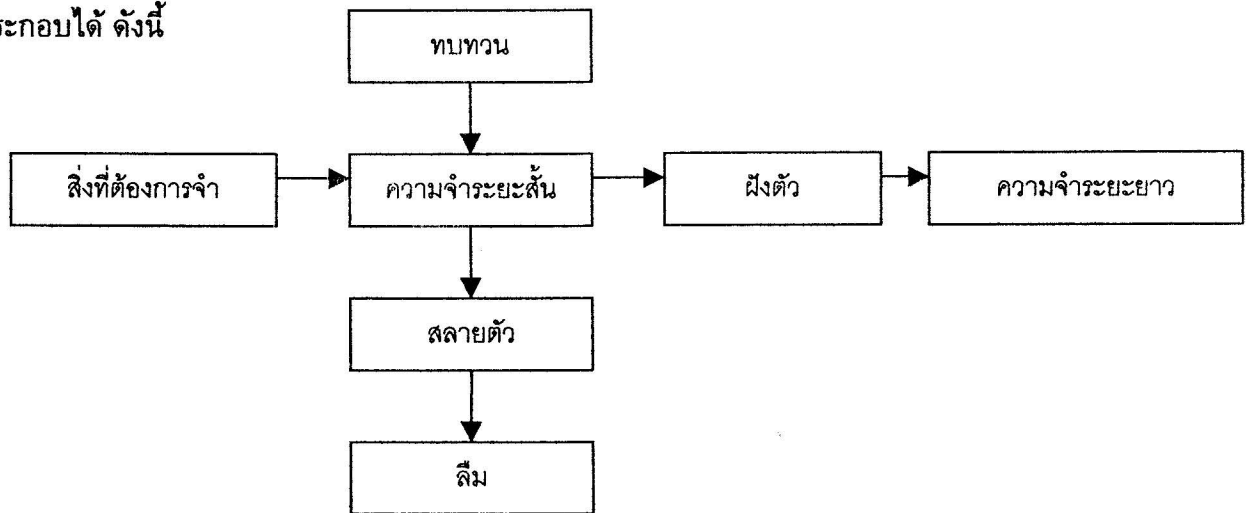 ระกอบได้ ดังนี้
ทบทวน
สิ่งที่ต้องการจำ
ความจำระยะสั้น
ฝังตัว
ความจำระยะยาว
สลายตัว
ลืม